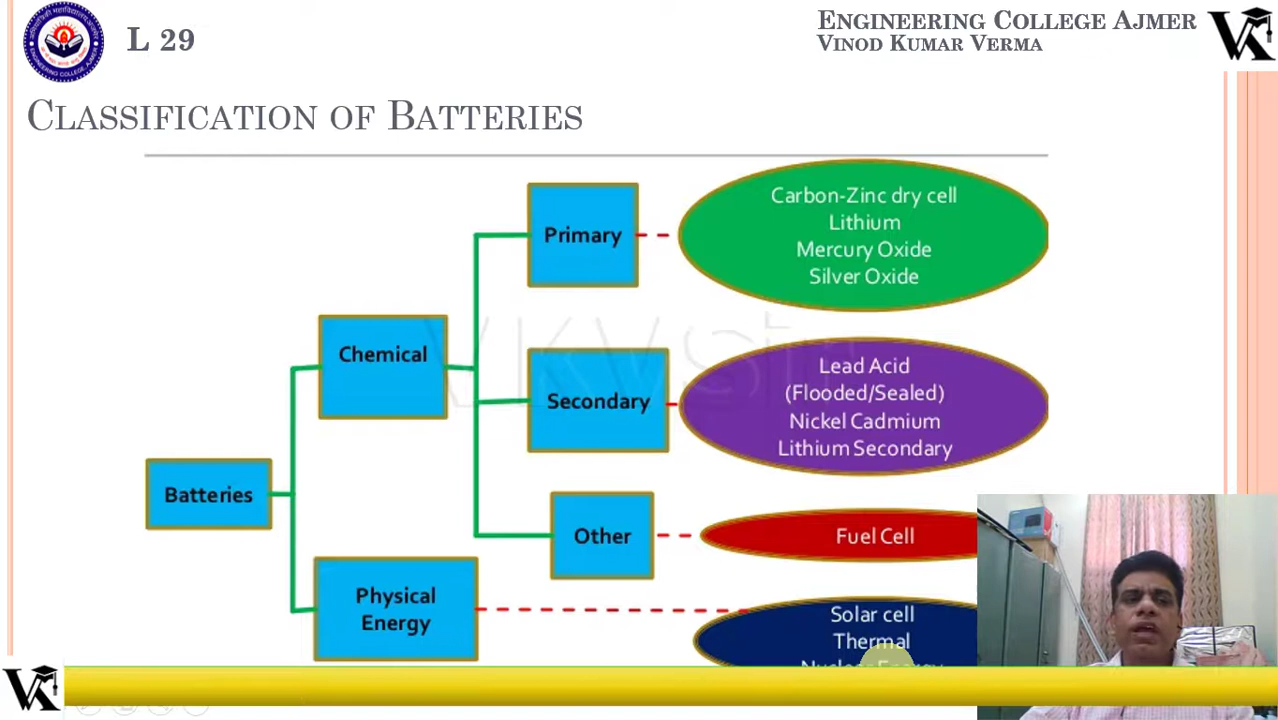 L 29
ENGINEERING COLLEGE AJMER
VINOD KUMAR VERMA
CLASSIFICATION OF BATTERIES
Batteries
Chemical
Primary
Carbon-Zinc dry cell
Lithium
Mercury Oxide
Silver Oxide
Secondary
Lead Acid
(Flooded/Sealed)
Nickel Cadmium
Lithium Secondary
Other
Fuel Cell
Physical
Energy
Solar cell
Thermal
Nuclear Energy